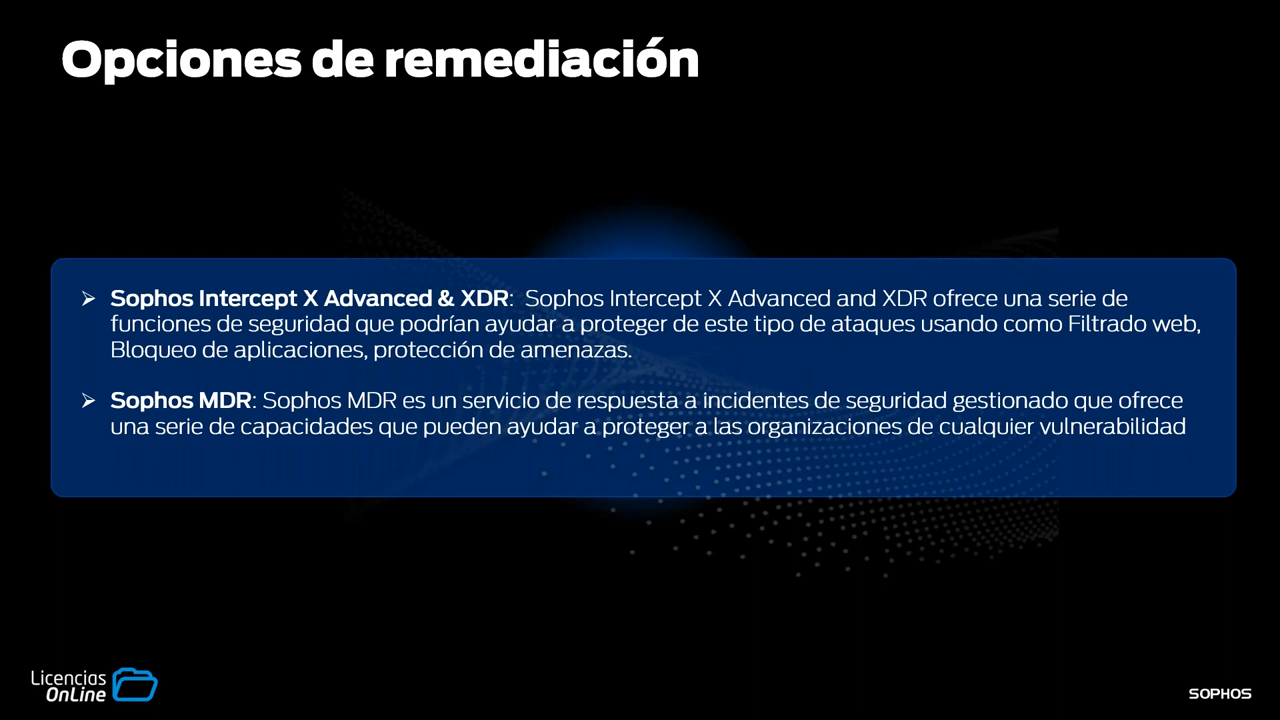 Opciones de remediación
➢ Sophos Intercept X Advanced & XDR: Sophos Intercept X Advanced and XDR ofrece una serie de
funciones de seguridad que podrían ayudar a proteger de este tipo de ataques usando como Filtrado web,
Bloqueo de aplicaciones, protección de amenazas.
➢ Sophos MDR: Sophos MDR es un servicio de respuesta a incidentes de seguridad gestionado que ofrece
una serie de capacidades que pueden ayudar a proteger a las organizaciones de cualquier vulnerabilidad
Licencias
OnLine
SOPHOS